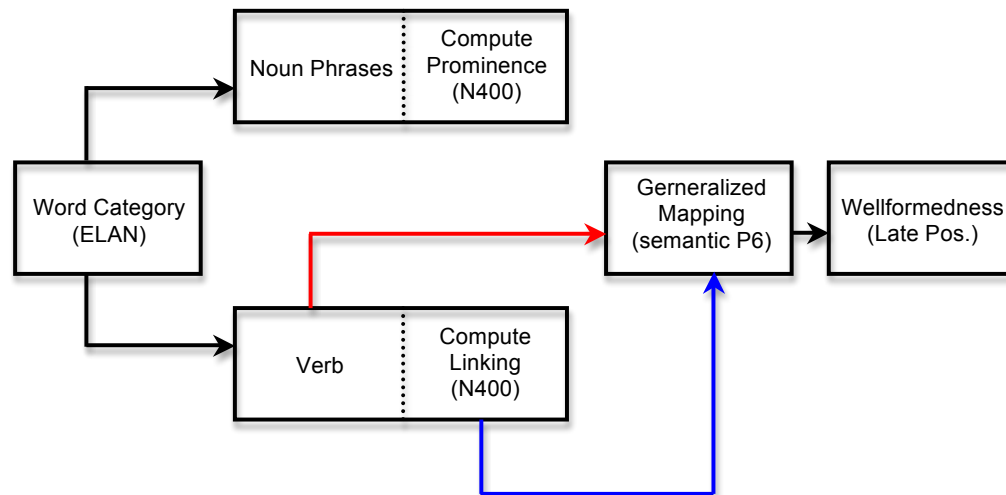 Noun Phrases
Compute
Prominence
(N400)
Word Category
(ELAN)
Gerneralized
Mapping
(semantic P6)
Wellformedness
(Late Pos.)
Verb
Compute
Linking
(N400)